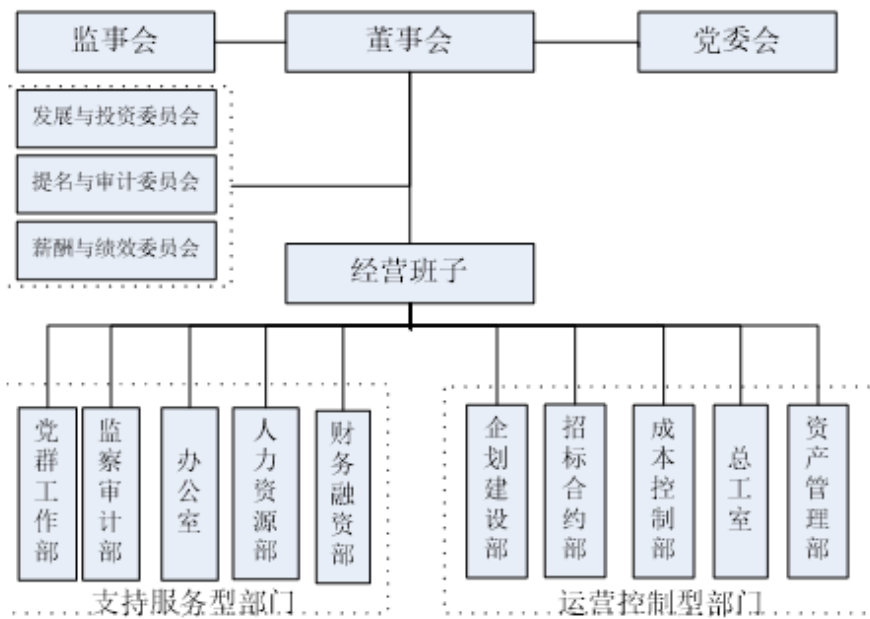 监事会
董事会
党委会
发展与投资委员会
提名与审计委员会
薪酬与绩效委员会
经营班子
党群工作部
监察审计部
办公室
人力资源部
财务融资部
企划建设部
招标合约部
成本控制部
总工室
资产管理部
支持服务型部门
运营控制型部门